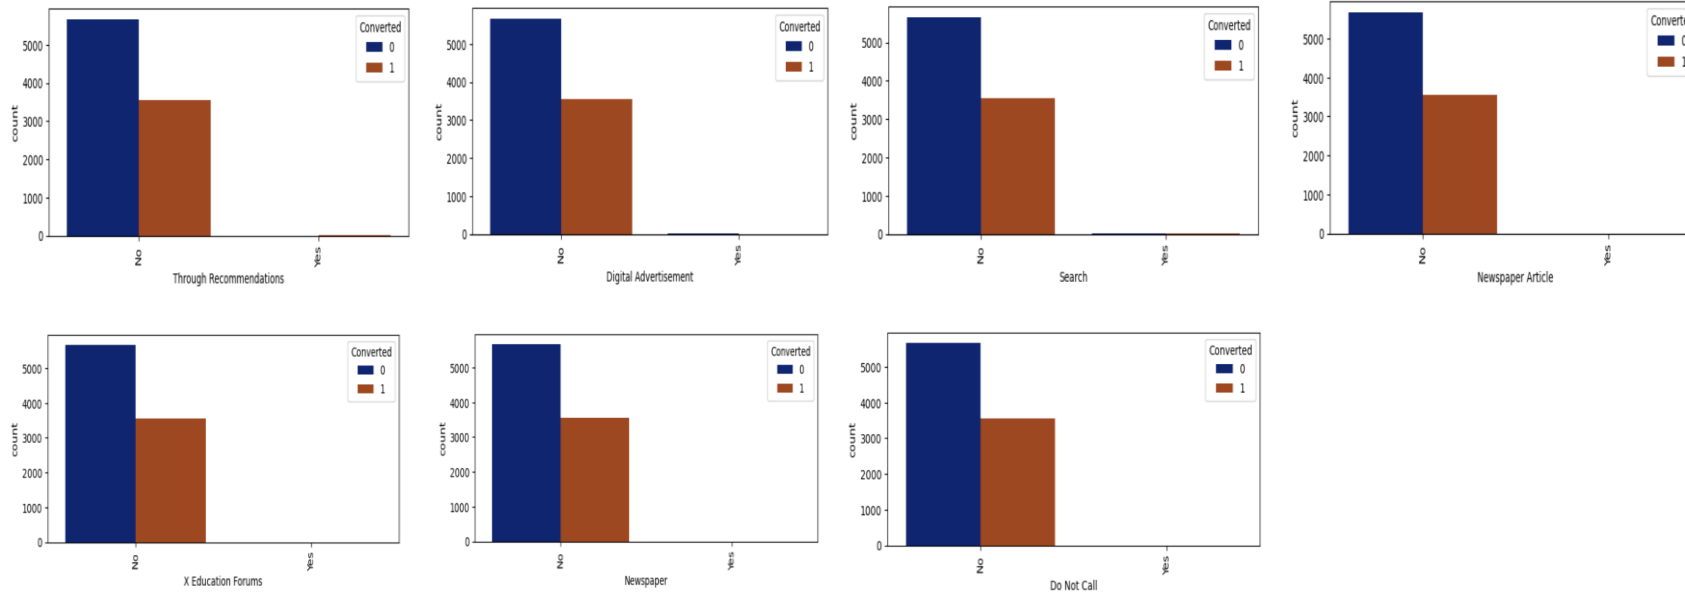 Converted
0
1
count
5000
4000
3000
2000
1000
0
No
Yes
Through Recommendations
Converted
0
1
count
5000
4000
3000
2000
1000
0
No
Yes
Digital Advertisement
Converted
0
1
count
5000
4000
3000
2000
1000
0
No
Yes
Search
Converte
0
1
count
5000
4000
3000
2000
1000
0
No
Yes
Newspaper Article
Converted
0
1
count
5000
4000
3000
2000
1000
0
No
Yes
X Education Forums
Converted
0
1
count
5000
4000
3000
2000
1000
0
No
Yes
Newspaper
Converted
0
1
count
5000
4000
3000
2000
1000
0
No
Yes
Do Not Call